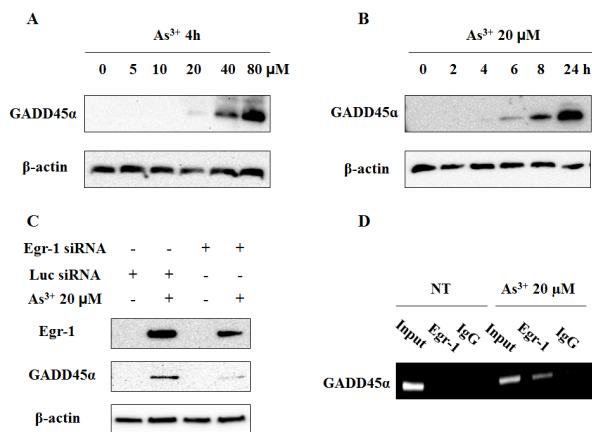 A
As³⁺ 4h
0 5 10 20 40 80 μM
GADD45α
β-actin
B
As³⁺ 20 μM
0 2 4 6 8 24 h
GADD45α
β-actin
C
Egr-1 siRNA - - + +
Luc siRNA + + - -
As³⁺ 20 μM - + - +
Egr-1
GADD45α
β-actin
D
NT As³⁺ 20 μM
Input Egr-1 IgG Input Egr-1 IgG
GADD45α